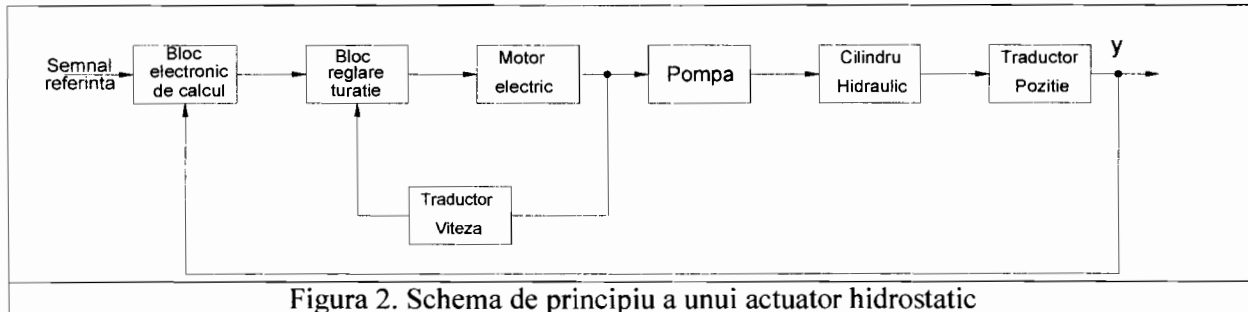 Semnal
referinta
Bloc
electronic
de calcul
Bloc
reglare
turatie
Motor
electric
Pompa
Cilindru
Hidraulic
Traductor
Pozitie
y
Traductor
Viteza
Figura 2. Schema de principiu a unui actuator hidrostatic